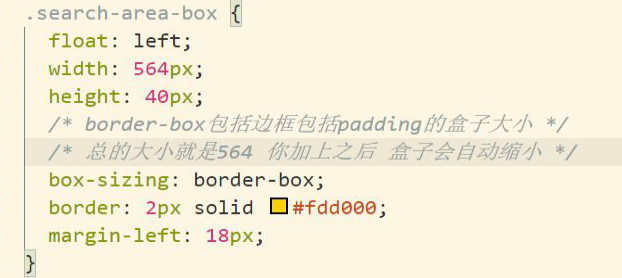 .search-area-box {
float: left;
width: 564px;
height: 40px;
/* border-box包括边框包括padding的盒子大小 */
/* 总的大小就是564 你加上之后 盒子会自动缩小 */
box-sizing: border-box;
border: 2px solid #fdd000;
margin-left: 18px;
}